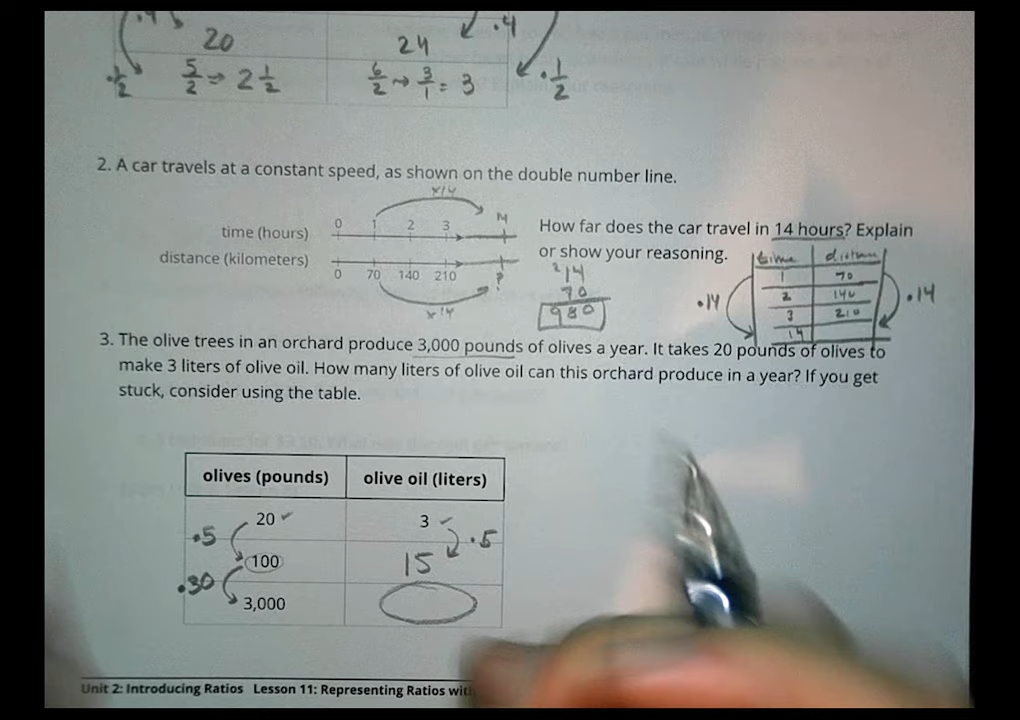 ·4 ·4
20 24
·1/2 5/2 → 2 1/2 6/2 → 3/1 = 3 ·1/2
2. A car travels at a constant speed, as shown on the double number line.
x14
time (hours) 0 1 2 3 14
distance (kilometers) 0 70 140 210 ?
x14
How far does the car travel in 14 hours? Explain
or show your reasoning.
2
14
70
980
time
1 70
2 140
3 210
14
·14 ·14
3. The olive trees in an orchard produce 3,000 pounds of olives a year. It takes 20 pounds of olives to
make 3 liters of olive oil. How many liters of olive oil can this orchard produce in a year? If you get
stuck, consider using the table.
olives (pounds) olive oil (liters)
20 3
·5 ·5
100 15
·30
3,000
Unit 2: Introducing Ratios Lesson 11: Representing Ratios